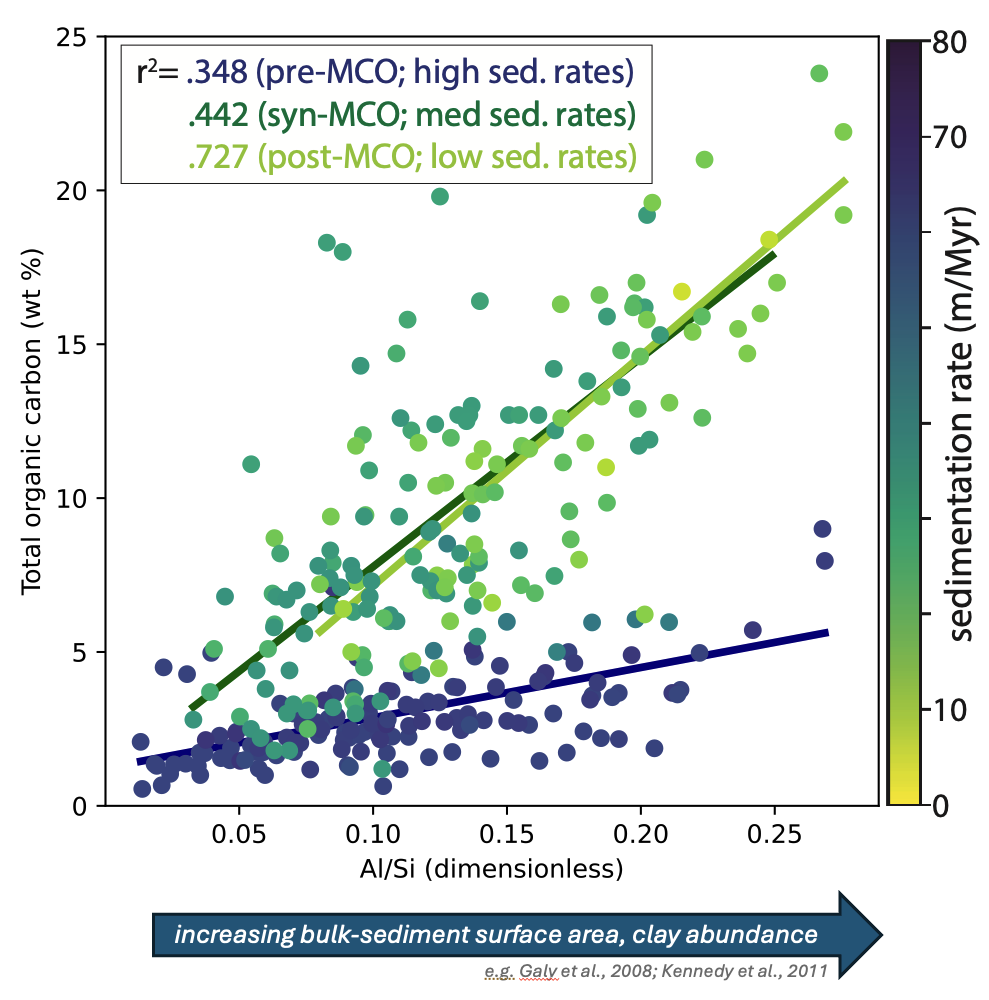 25
20
15
10
5
0
Total organic carbon (wt %)
r²= .348 (pre-MCO; high sed. rates)
.442 (syn-MCO; med sed. rates)
.727 (post-MCO; low sed. rates)
0.05 0.10 0.15 0.20 0.25
Al/Si (dimensionless)
80
70
10
0
sedimentation rate (m/Myr)
increasing bulk-sediment surface area, clay abundance
e.g. Galy et al., 2008; Kennedy et al., 2011